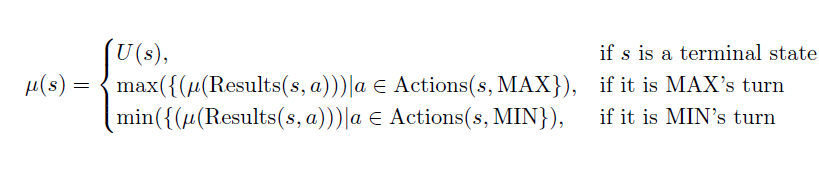 U(s), if s is a terminal state
μ(s) = { max({(μ(Results(s, a)))|a ∈ Actions(s, MAX}), if it is MAX's turn
min({(μ(Results(s, a)))|a ∈ Actions(s, MIN}), if it is MIN's turn